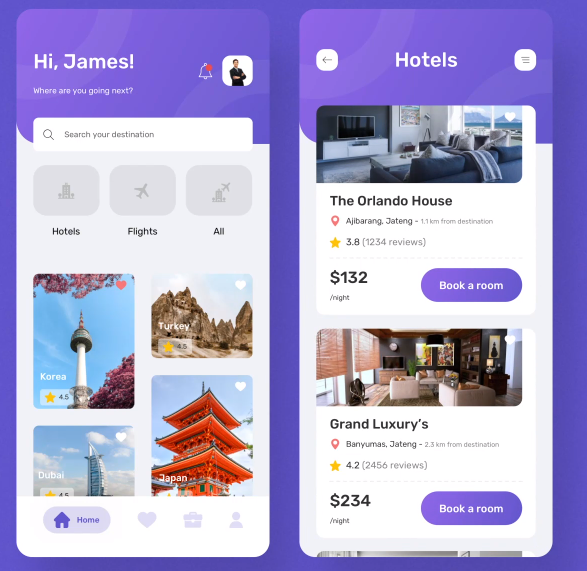 Hi, James!
Where are you going next?
Search your destination
Hotels Flights All
Korea
4.5
Turkey
4.5
Dubai
4.5
Japan
Home
Hotels
The Orlando House
Ajibarang, Jateng - 1.1 km from destination
3.8 (1234 reviews)
$132
/night
Book a room
Grand Luxury's
Banyumas, Jateng - 2.3 km from destination
4.2 (2456 reviews)
$234
/night
Book a room